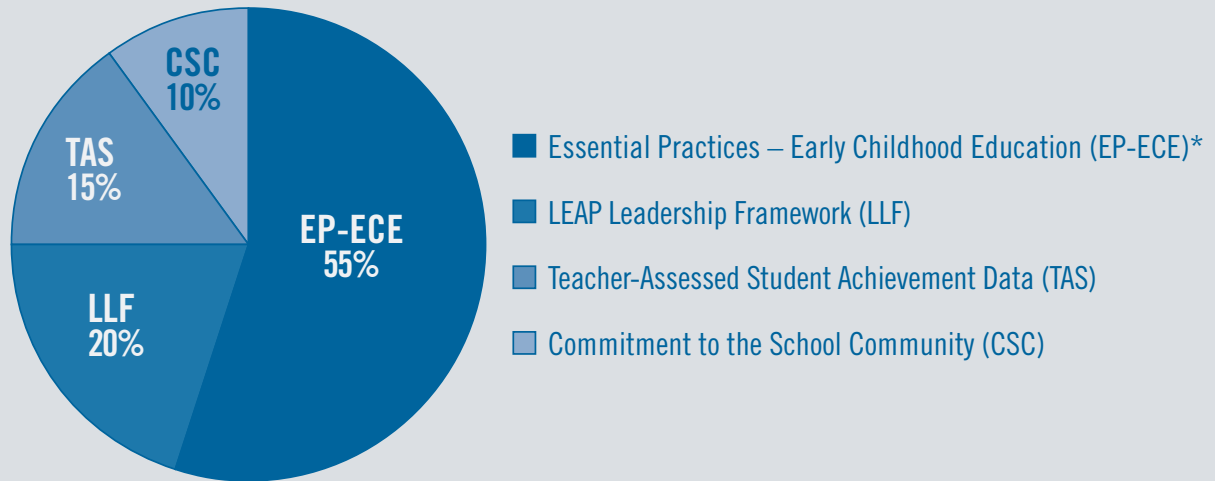 CSC
10%
TAS
15%
EP-ECE
55%
LLF
20%
Essential Practices – Early Childhood Education (EP-ECE)*
LEAP Leadership Framework (LLF)
Teacher-Assessed Student Achievement Data (TAS)
Commitment to the School Community (CSC)